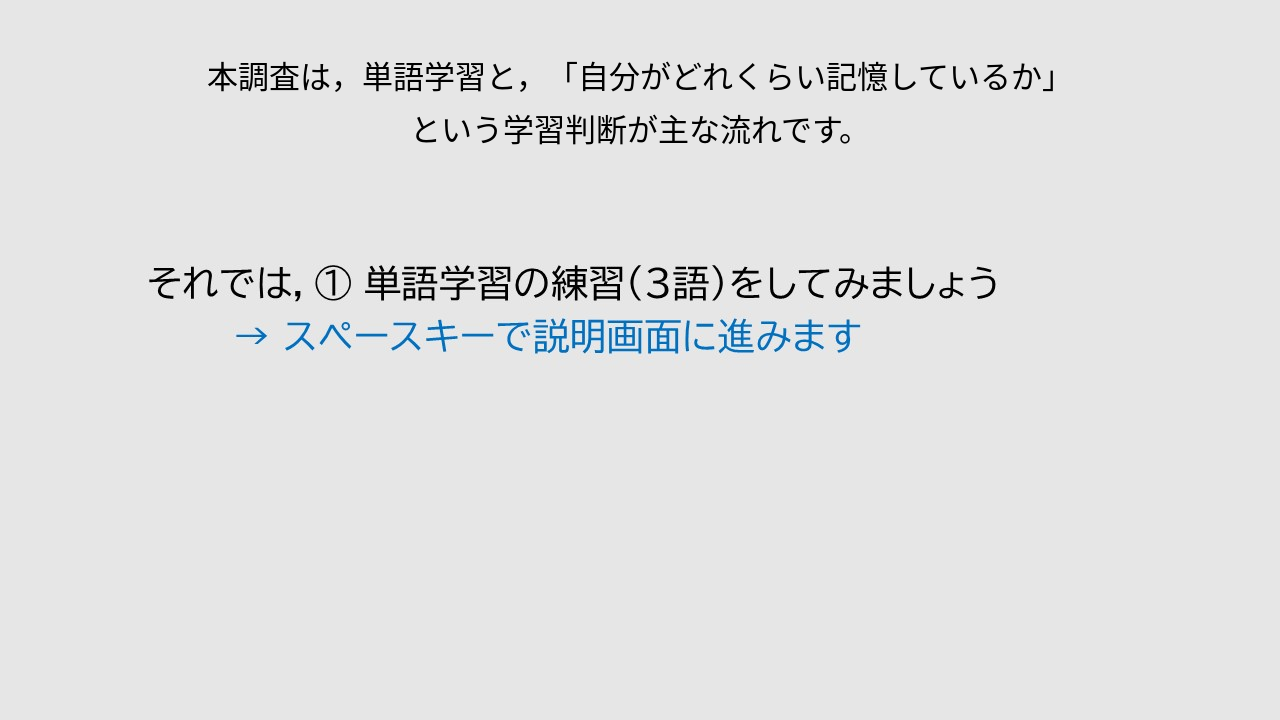 本調査は，単語学習と，「自分がどれくらい記憶しているか」
という学習判断が主な流れです。
それでは，① 単語学習の練習（３語）をしてみましょう
→ スペースキーで説明画面に進みます